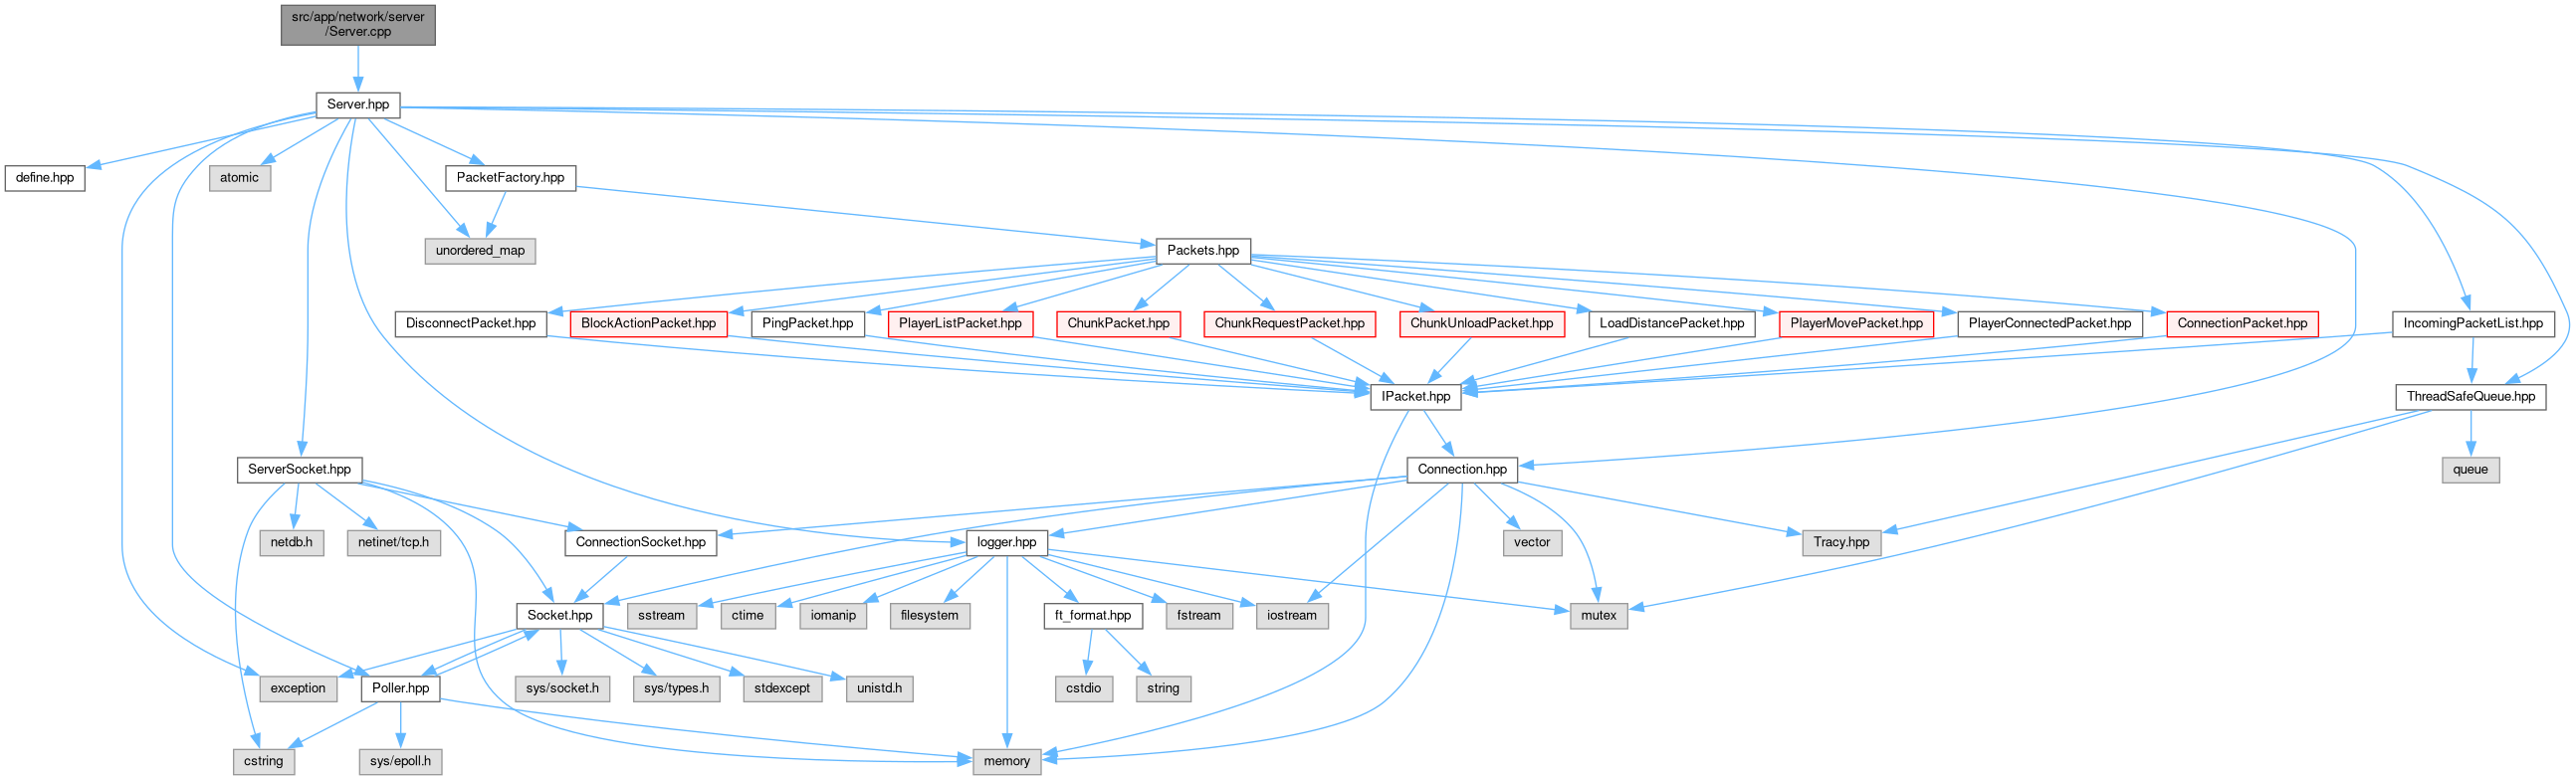 src/app/network/server
/Server.cpp
Server.hpp
define.hpp
atomic
PacketFactory.hpp
unordered_map
Packets.hpp
DisconnectPacket.hpp
BlockActionPacket.hpp
PingPacket.hpp
PlayerListPacket.hpp
ChunkPacket.hpp
ChunkRequestPacket.hpp
ChunkUnloadPacket.hpp
LoadDistancePacket.hpp
PlayerMovePacket.hpp
PlayerConnectedPacket.hpp
ConnectionPacket.hpp
IncomingPacketList.hpp
IPacket.hpp
ThreadSafeQueue.hpp
ServerSocket.hpp
Connection.hpp
queue
netdb.h
netinet/tcp.h
ConnectionSocket.hpp
logger.hpp
vector
Tracy.hpp
Socket.hpp
sstream
ctime
iomanip
filesystem
ft_format.hpp
fstream
iostream
mutex
exception
Poller.hpp
sys/socket.h
sys/types.h
stdexcept
unistd.h
cstdio
string
cstring
sys/epoll.h
memory